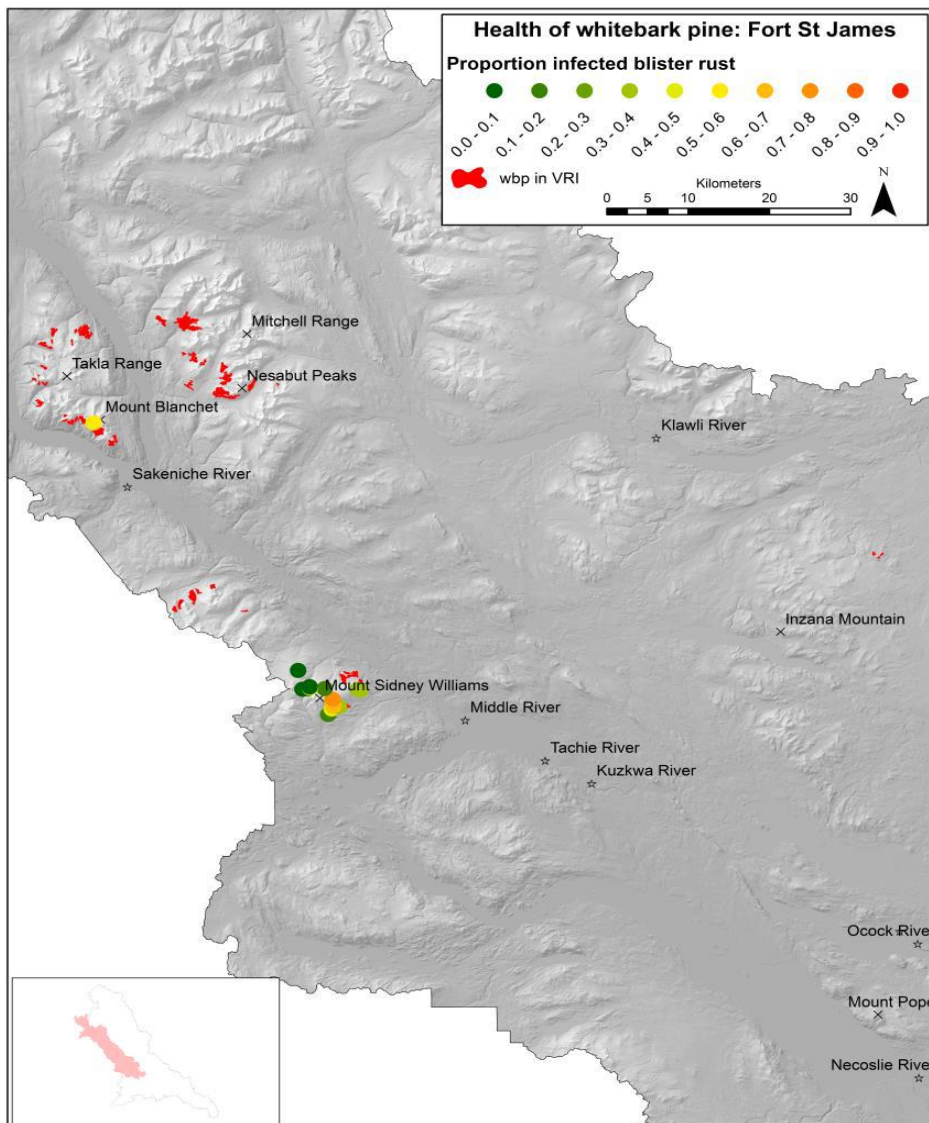 Health of whitebark pine: Fort St James
Proportion infected blister rust
0.0 - 0.1
0.1 - 0.2
0.2 - 0.3
0.3 - 0.4
0.4 - 0.5
0.5 - 0.6
0.6 - 0.7
0.7 - 0.8
0.8 - 0.9
0.9 - 1.0
wbp in VRI
Kilometers
0 5 10 20 30
N
Mitchell Range
Takla Range
Nesabut Peaks
Mount Blanchet
Klawli River
Sakeniche River
Inzana Mountain
Mount Sidney Williams
Middle River
Tachie River
Kuzkwa River
Ocock Rive
Mount Pope
Necoslie Rive